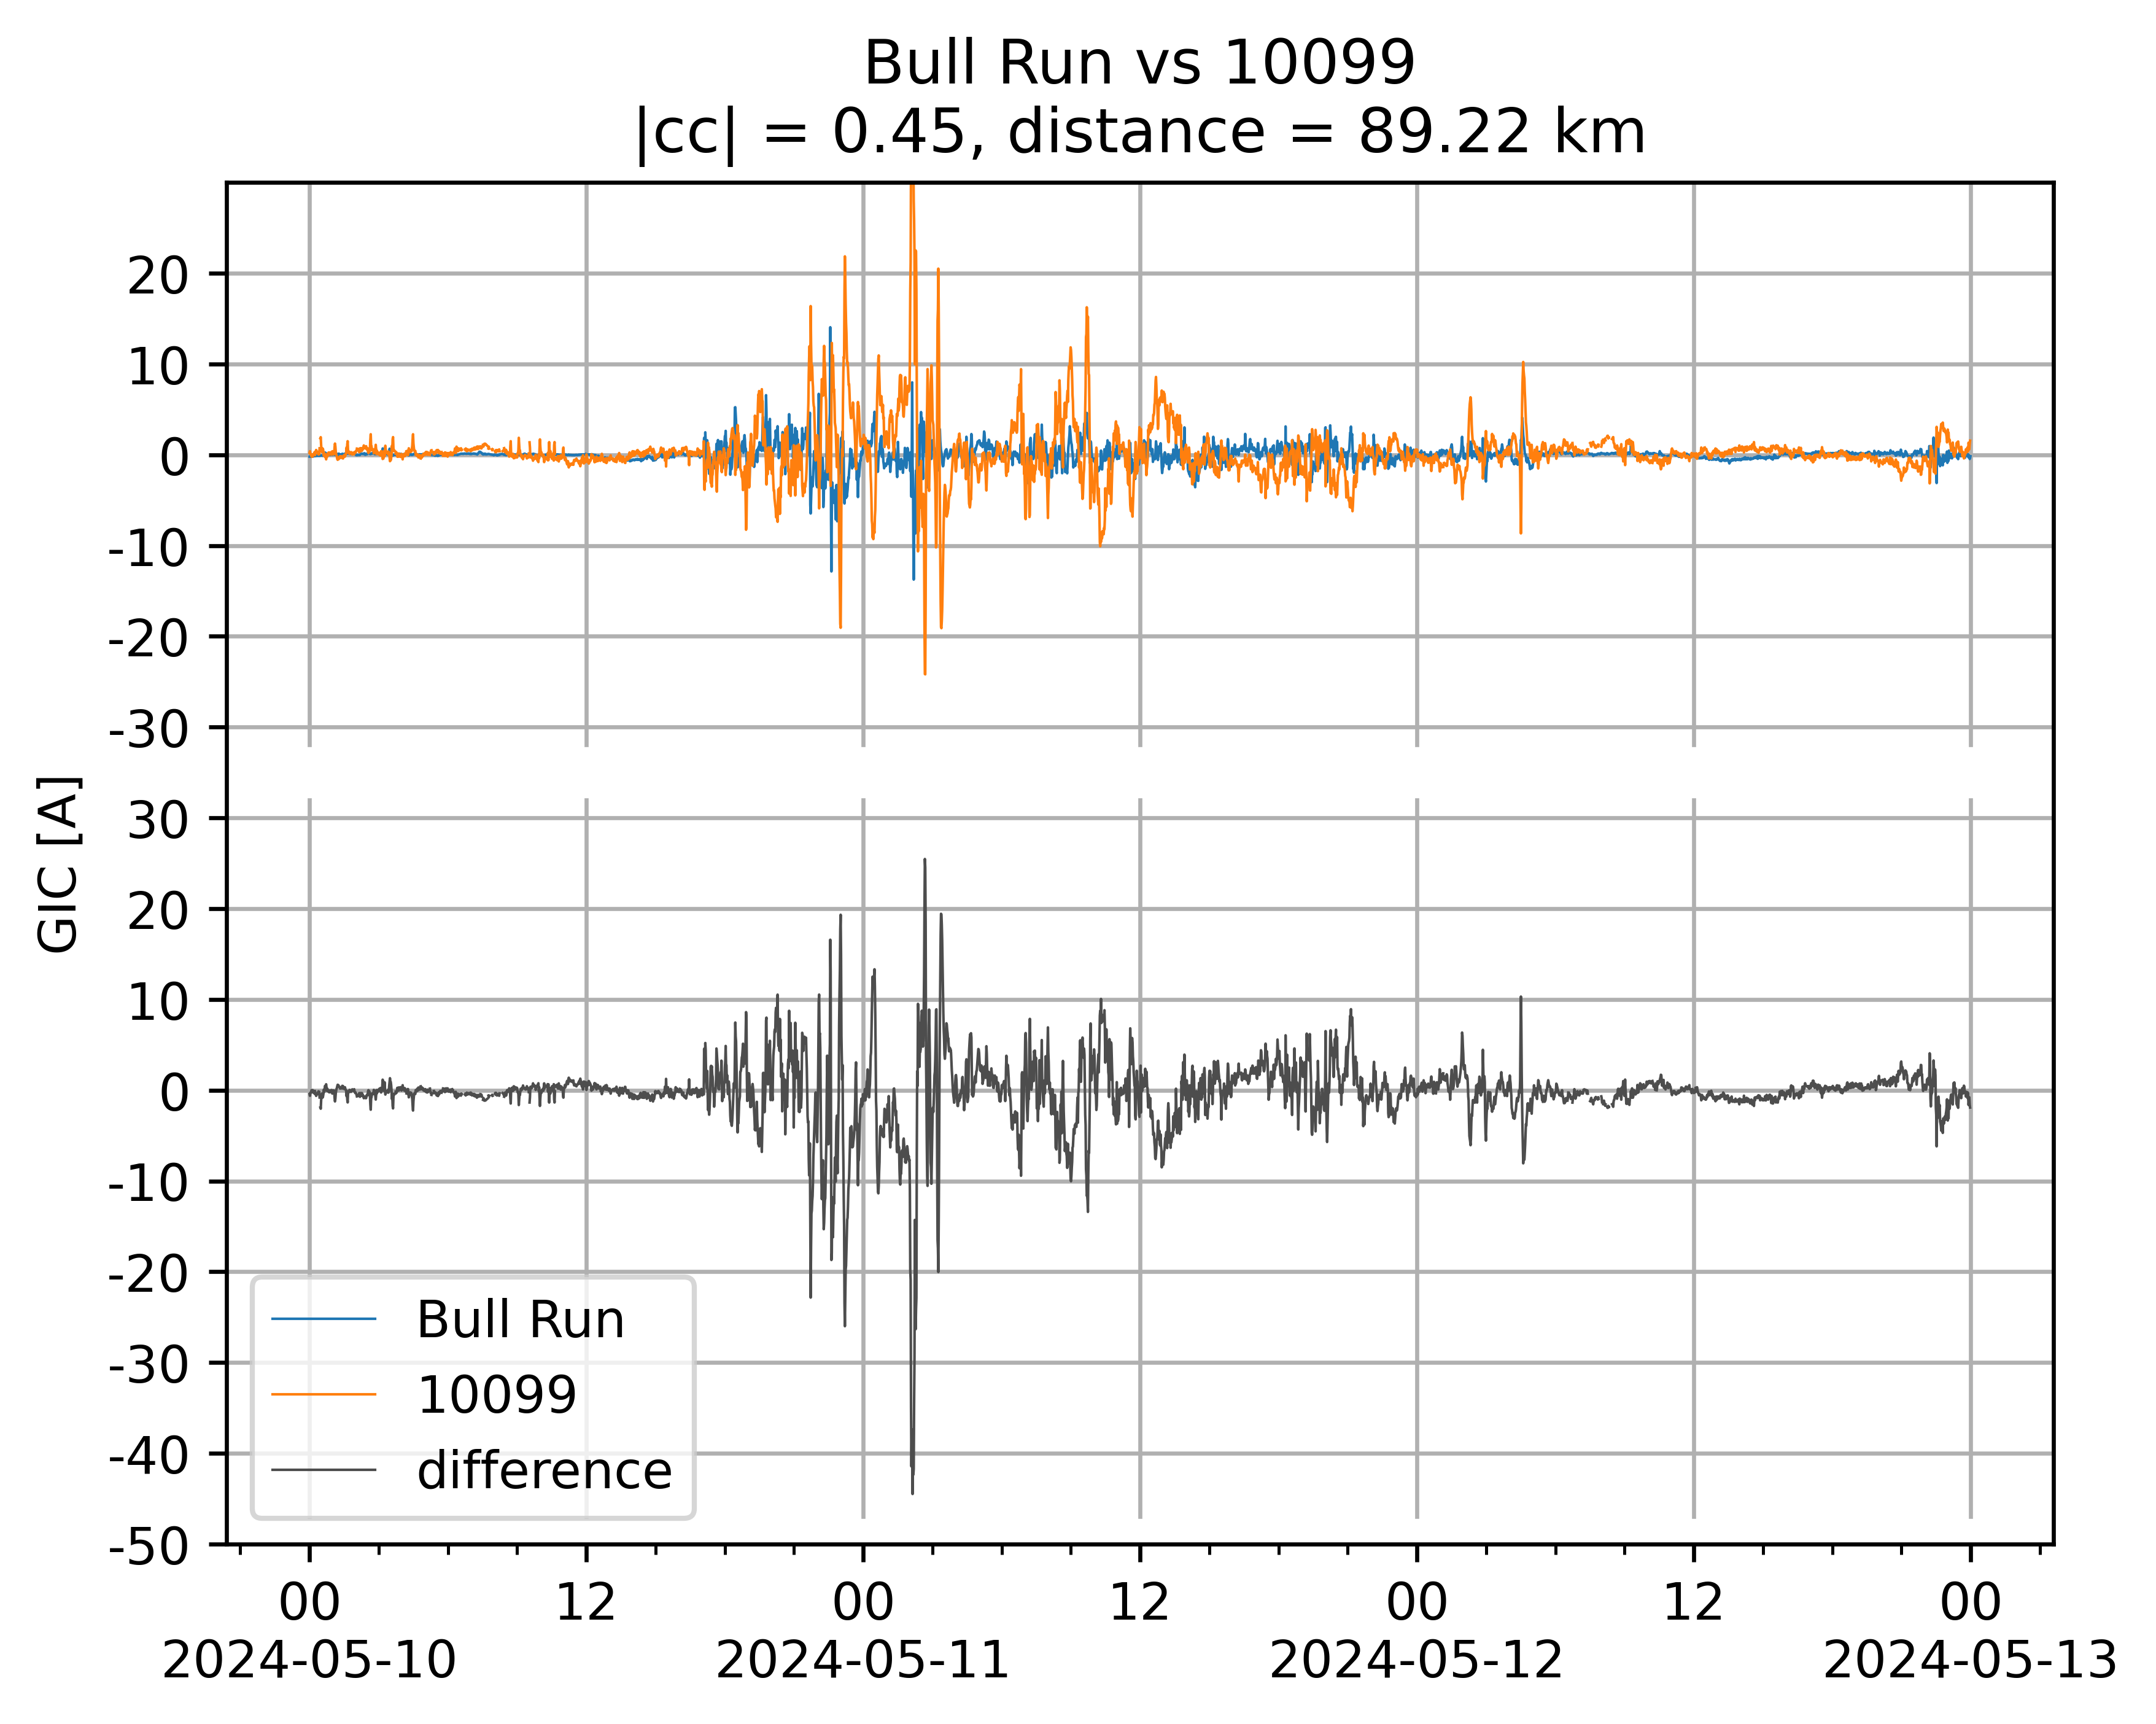 Bull Run vs 10099
|cc| = 0.45, distance = 89.22 km
20
10
0
-10
-20
-30
30
20
10
0
-10
-20
-30
-40
-50
GIC [A]
Bull Run
10099
difference
00 12 00 12 00 12 00
2024-05-10 2024-05-11 2024-05-12 2024-05-13